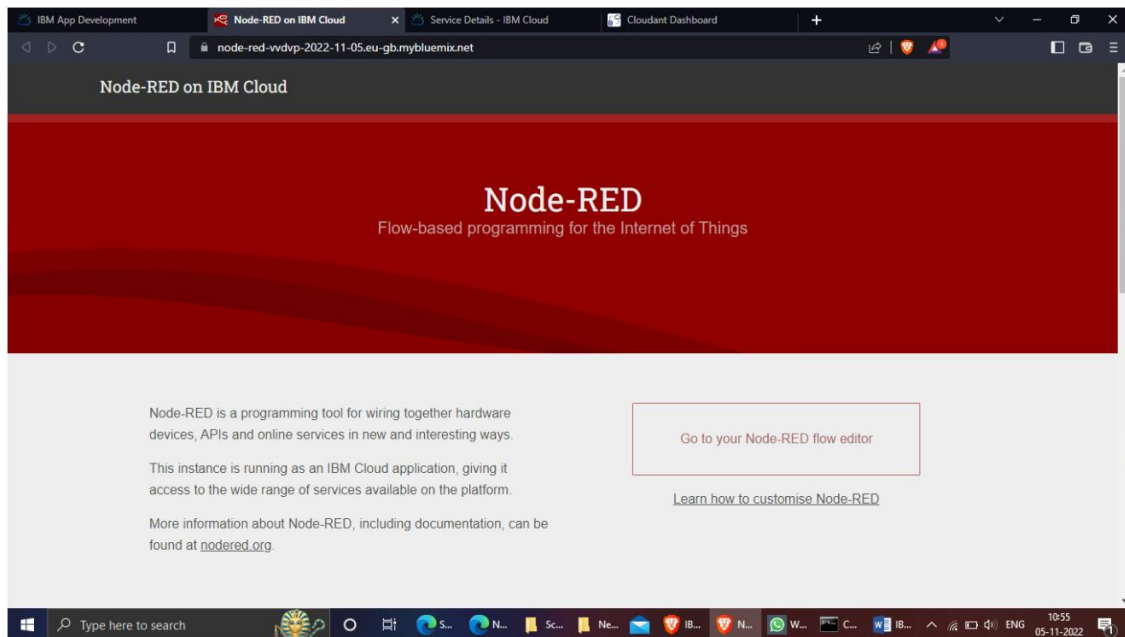 IBM App Development
Node-RED on IBM Cloud
Service Details - IBM Cloud
Cloudant Dashboard
node-red-vvdvp-2022-11-05.eu-gb.mybluemix.net
Node-RED on IBM Cloud
Node-RED
Flow-based programming for the Internet of Things
Node-RED is a programming tool for wiring together hardware
devices, APIs and online services in new and interesting ways.
This instance is running as an IBM Cloud application, giving it
access to the wide range of services available on the platform.
More information about Node-RED, including documentation, can be
found at nodered.org.
Go to your Node-RED flow editor
Learn how to customise Node-RED
Type here to search
S...
N...
Sc...
Ne...
IB...
N...
W...
C...
IB...
ENG
10:55
05-11-2022